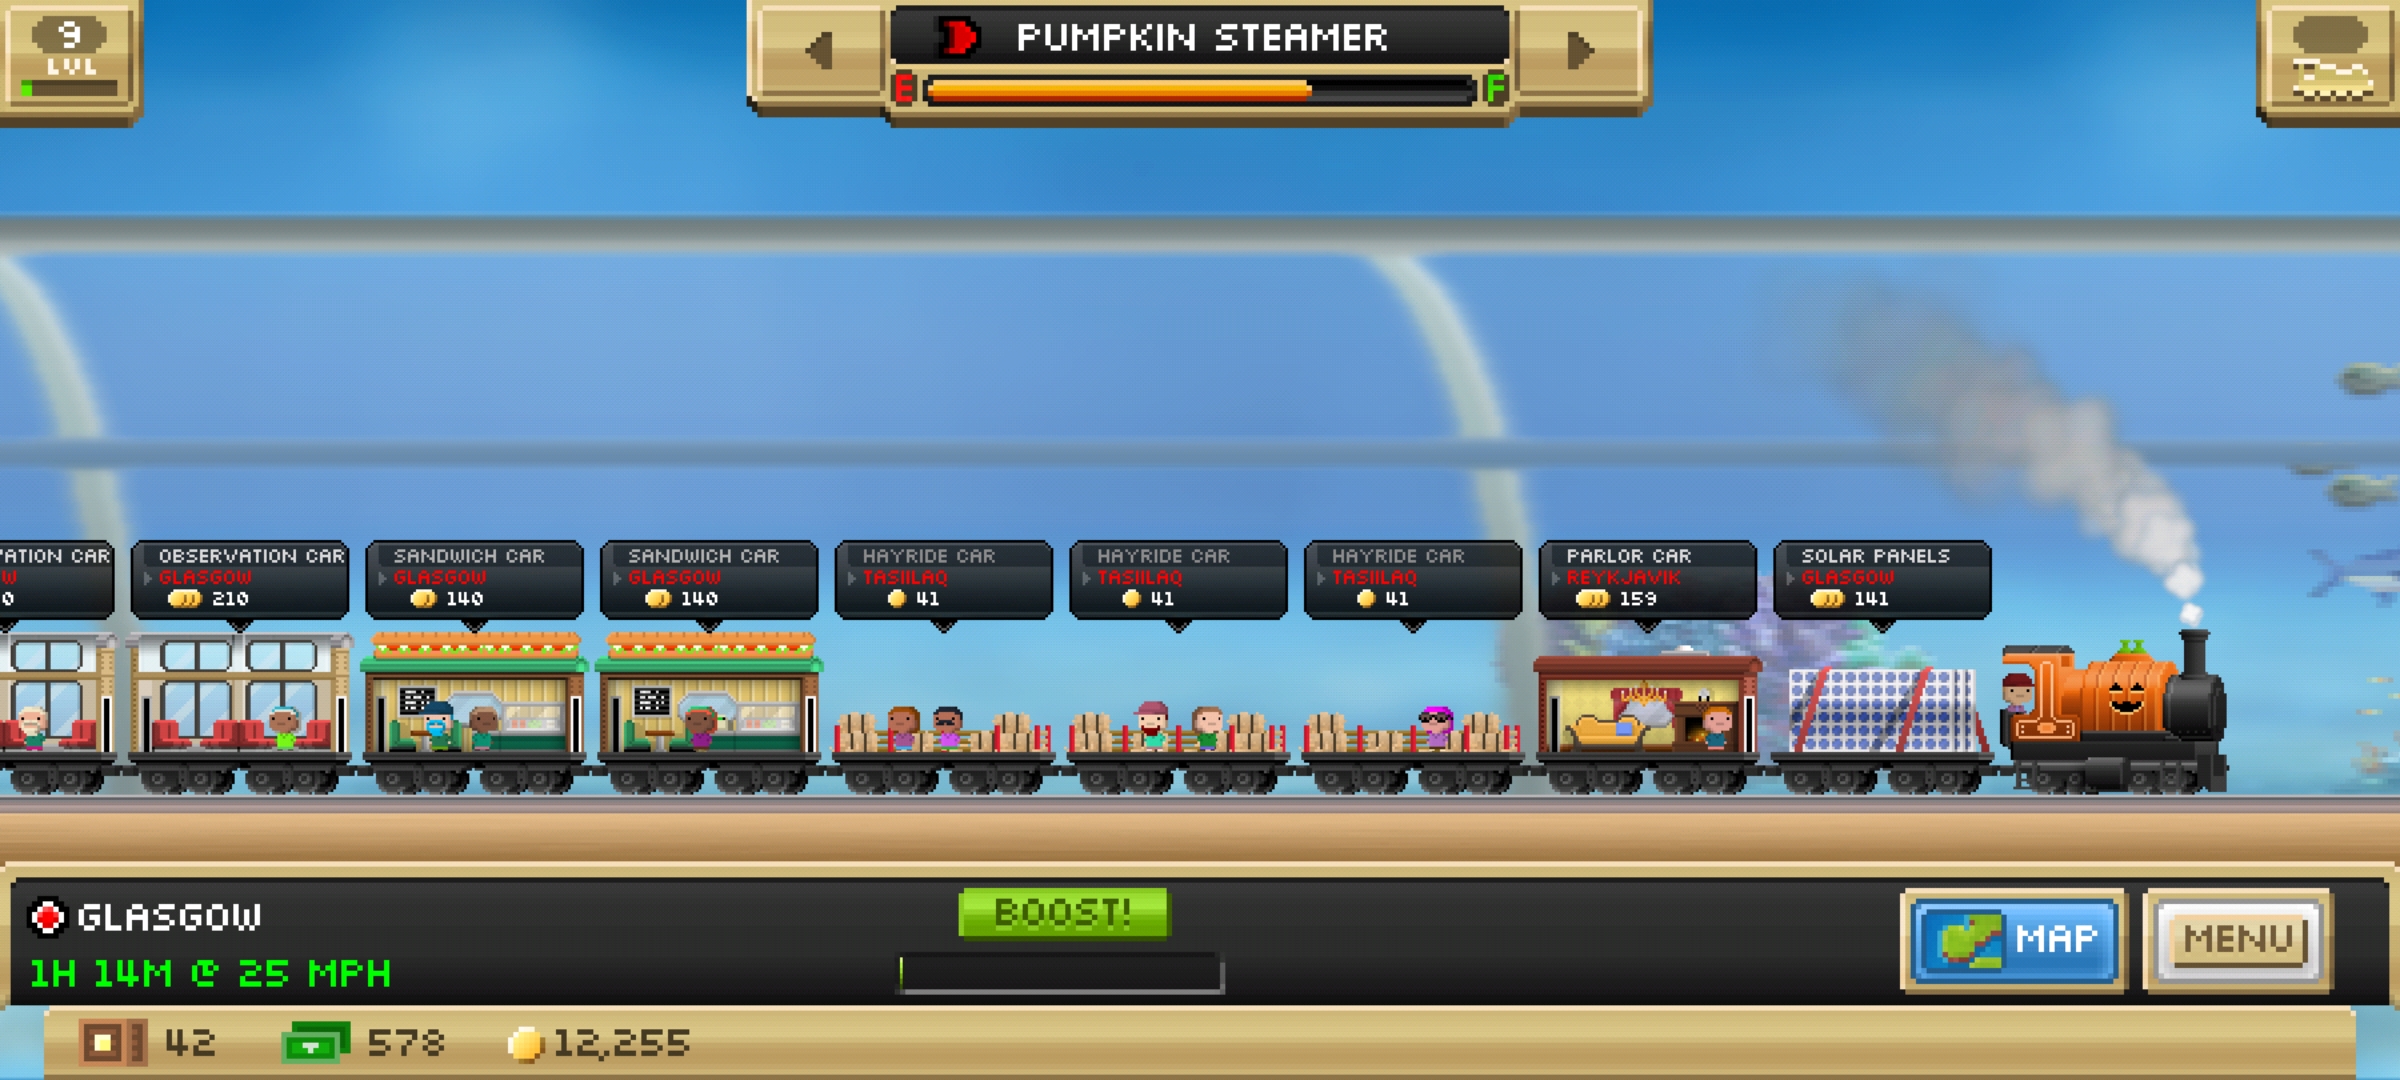 9
LVL
PUMPKIN STEAMER
E F
ATION CAR
W
0
OBSERVATION CAR
GLASGOW
210
SANDWICH CAR
GLASGOW
140
SANDWICH CAR
GLASGOW
140
HAYRIDE CAR
TASIILAQ
41
HAYRIDE CAR
TASIILAQ
41
HAYRIDE CAR
TASIILAQ
41
PARLOR CAR
REYKJAVIK
159
SOLAR PANELS
GLASGOW
141
GLASGOW
1H 14M @ 25 MPH
BOOST!
MAP
MENU
42
578
12,255